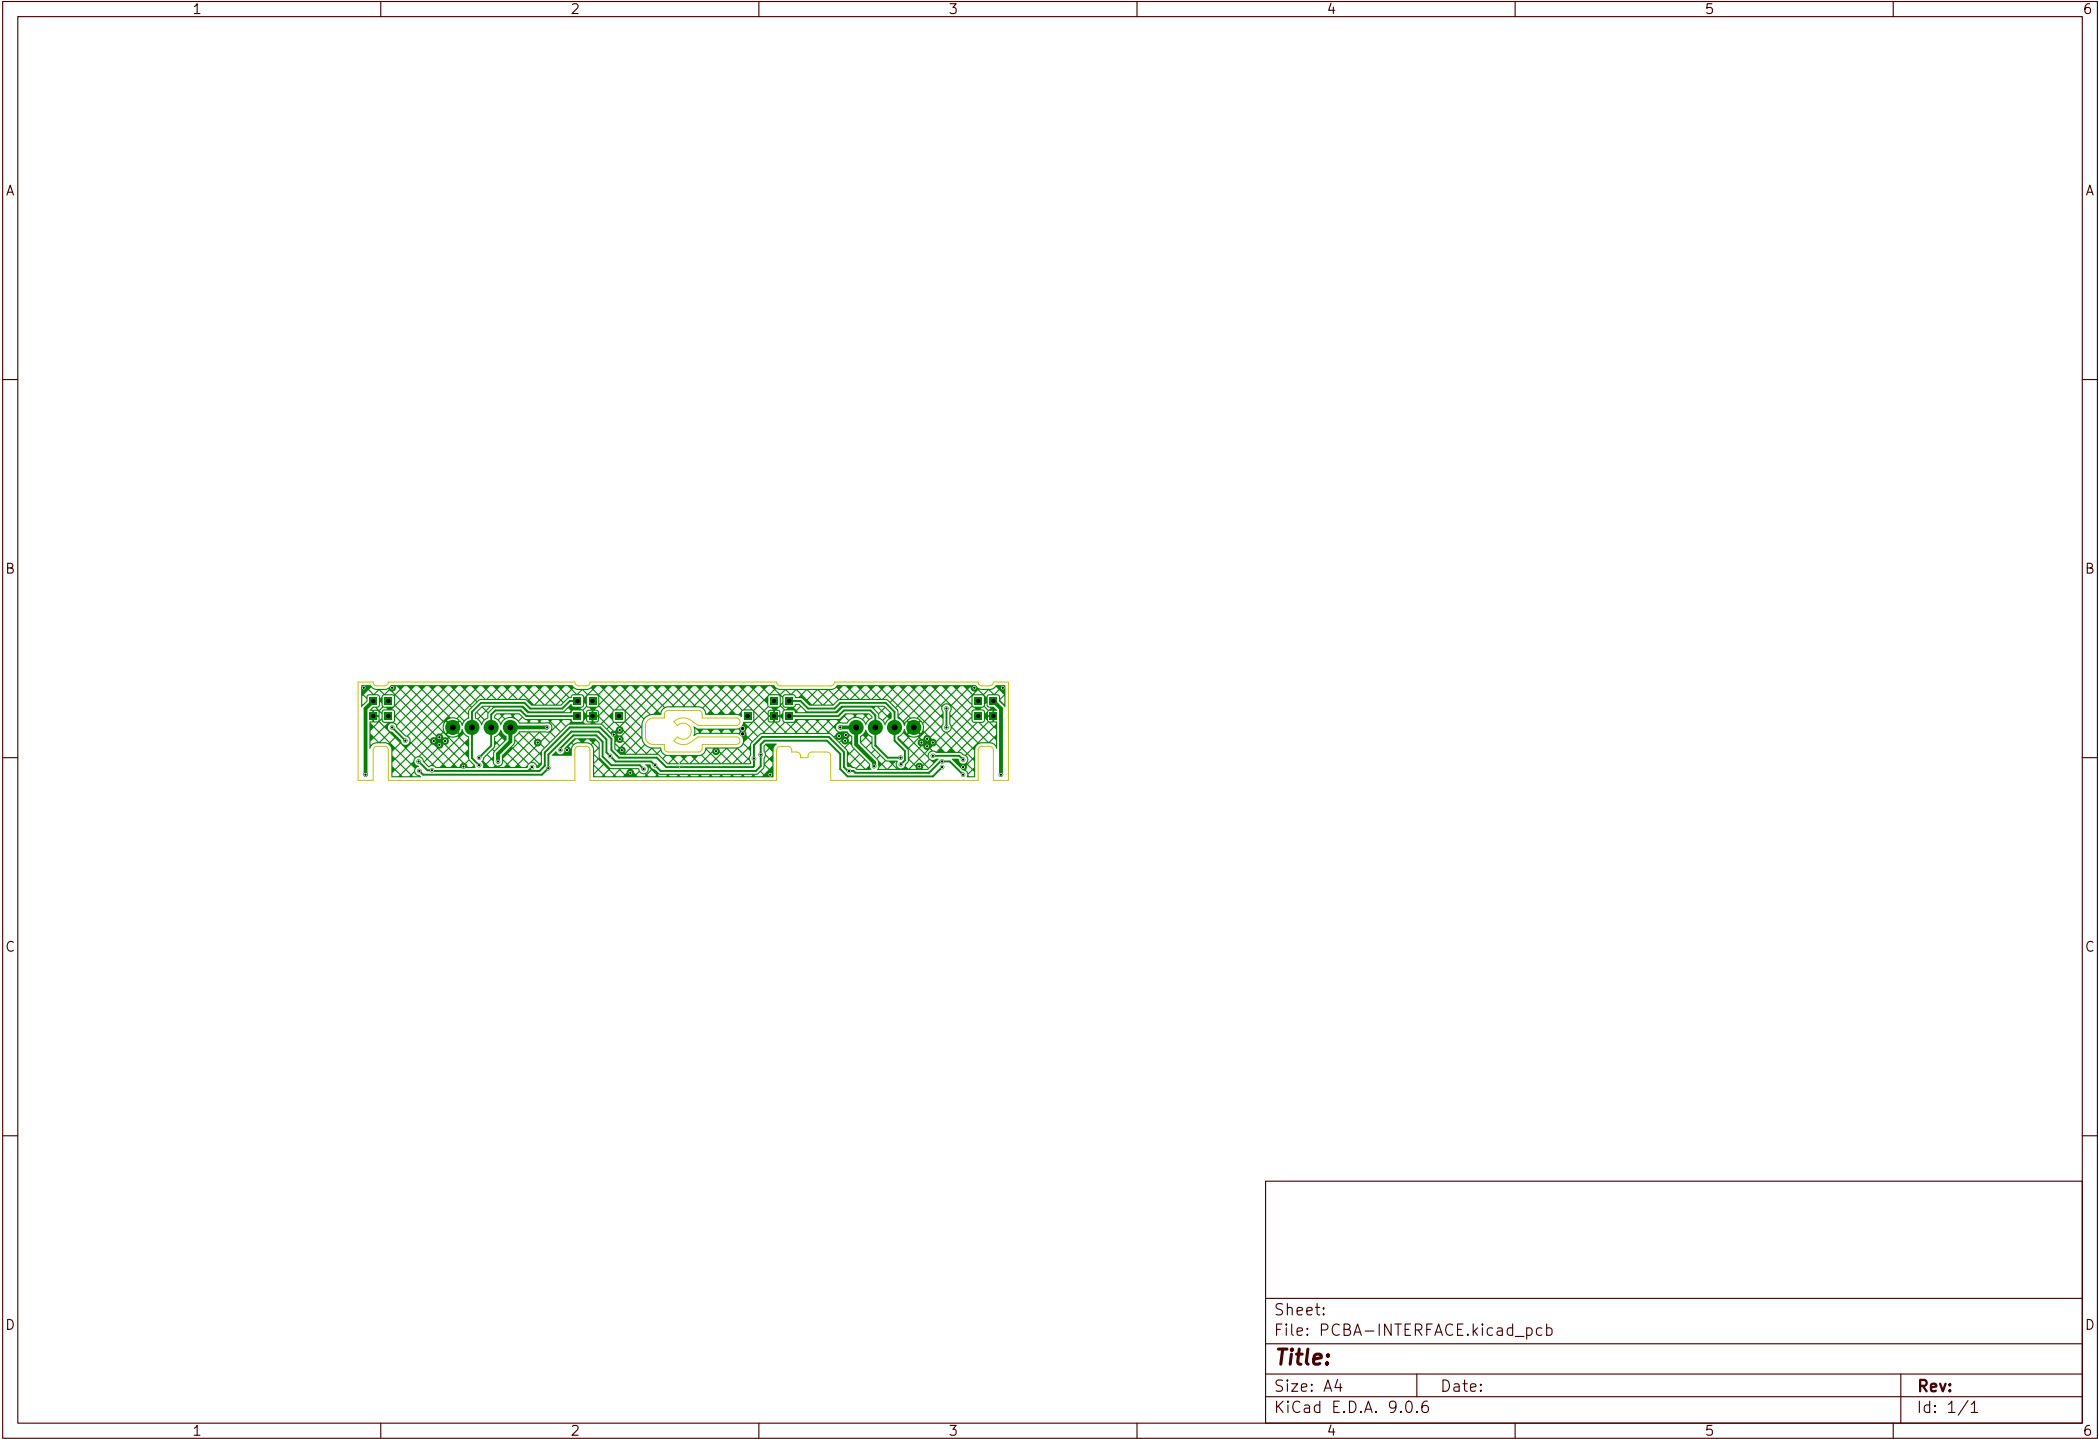 1 2 3 4 5 6
A A
B B
C C
D D
Sheet:
File: PCBA-INTERFACE.kicad_pcb
Title:
Size: A4 Date: Rev:
KiCad E.D.A. 9.0.6 Id: 1/1
1 2 3 4 5 6